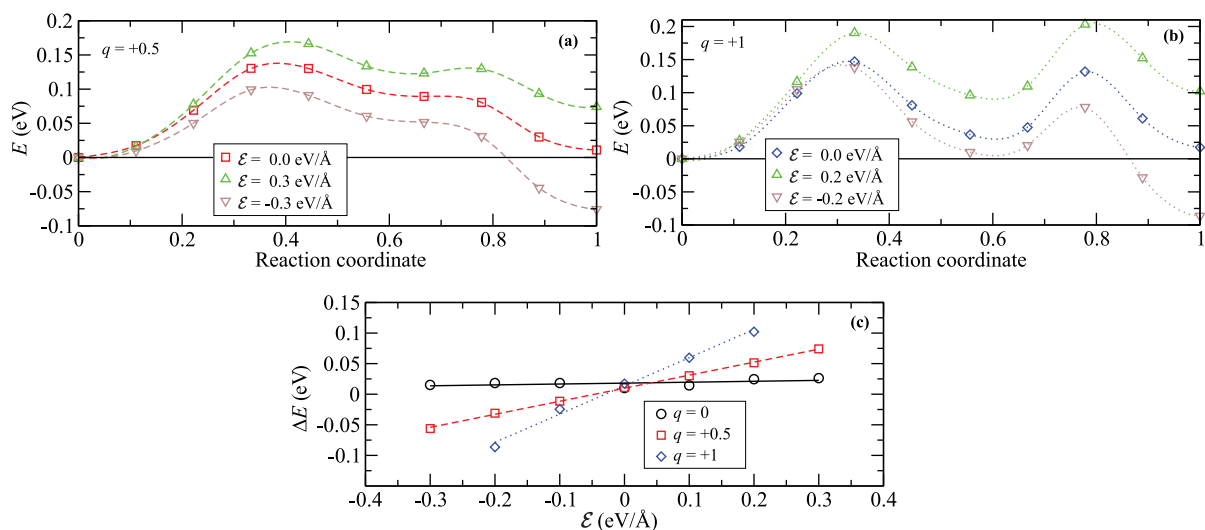 q = +0.5
(a)
E (eV)
0.2
0.15
0.1
0.05
0
-0.05
-0.1
ℰ = 0.0 eV/Å
ℰ = 0.3 eV/Å
ℰ = -0.3 eV/Å
0 0.2 0.4 0.6 0.8 1
Reaction coordinate
q = +1
(b)
E (eV)
0.2
0.15
0.1
0.05
0
-0.05
-0.1
ℰ = 0.0 eV/Å
ℰ = 0.2 eV/Å
ℰ = -0.2 eV/Å
0 0.2 0.4 0.6 0.8 1
Reaction coordinate
(c)
ΔE (eV)
0.15
0.1
0.05
0
-0.05
-0.1
q = 0
q = +0.5
q = +1
-0.4 -0.3 -0.2 -0.1 0 0.1 0.2 0.3 0.4
ℰ (eV/Å)